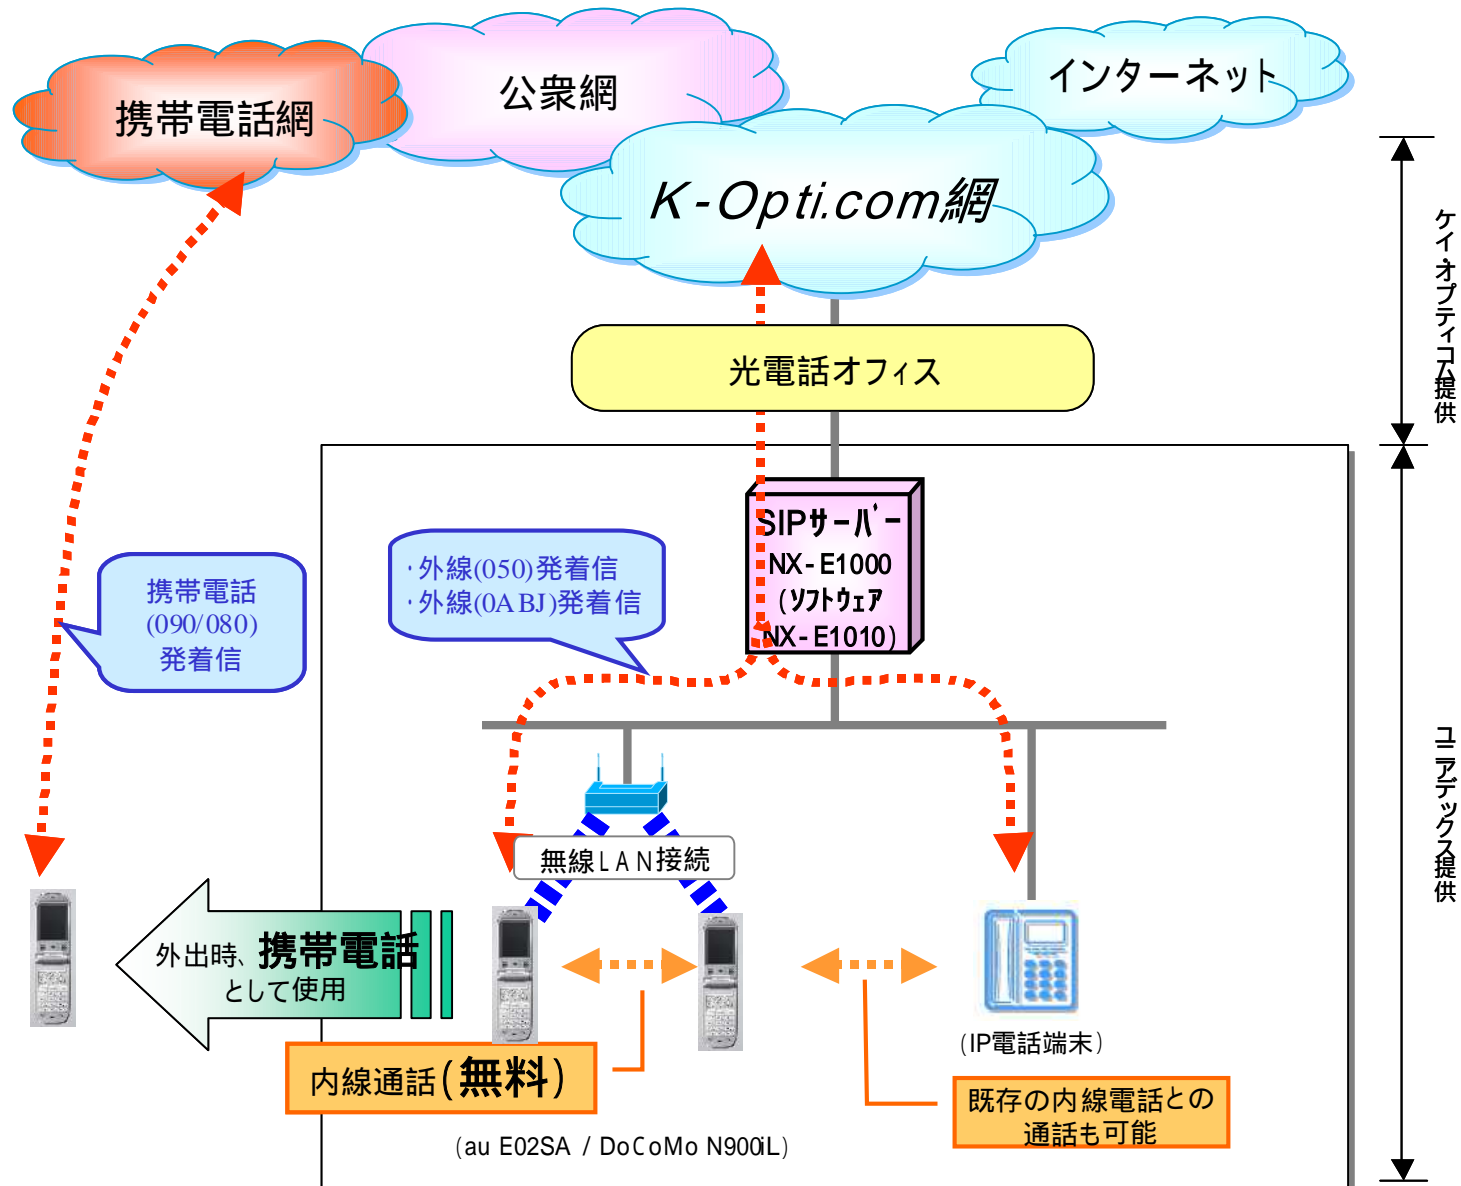 携帯電話網
公衆網
インターネット
K-Opti.com網
光電話オフィス
ケイ・オプティコム提供
SIPサーバー
NX-E1000
(ソフトウェア
NX-E1010)
・外線(050)発着信
・外線(0ABJ)発着信
携帯電話
(090/080)
発着信
無線LAN接続
外出時、携帯電話
として使用
(IP電話端末)
内線通話(無料)
既存の内線電話との
通話も可能
(au E02SA / DoCoMo N900iL)
ユニアデックス提供